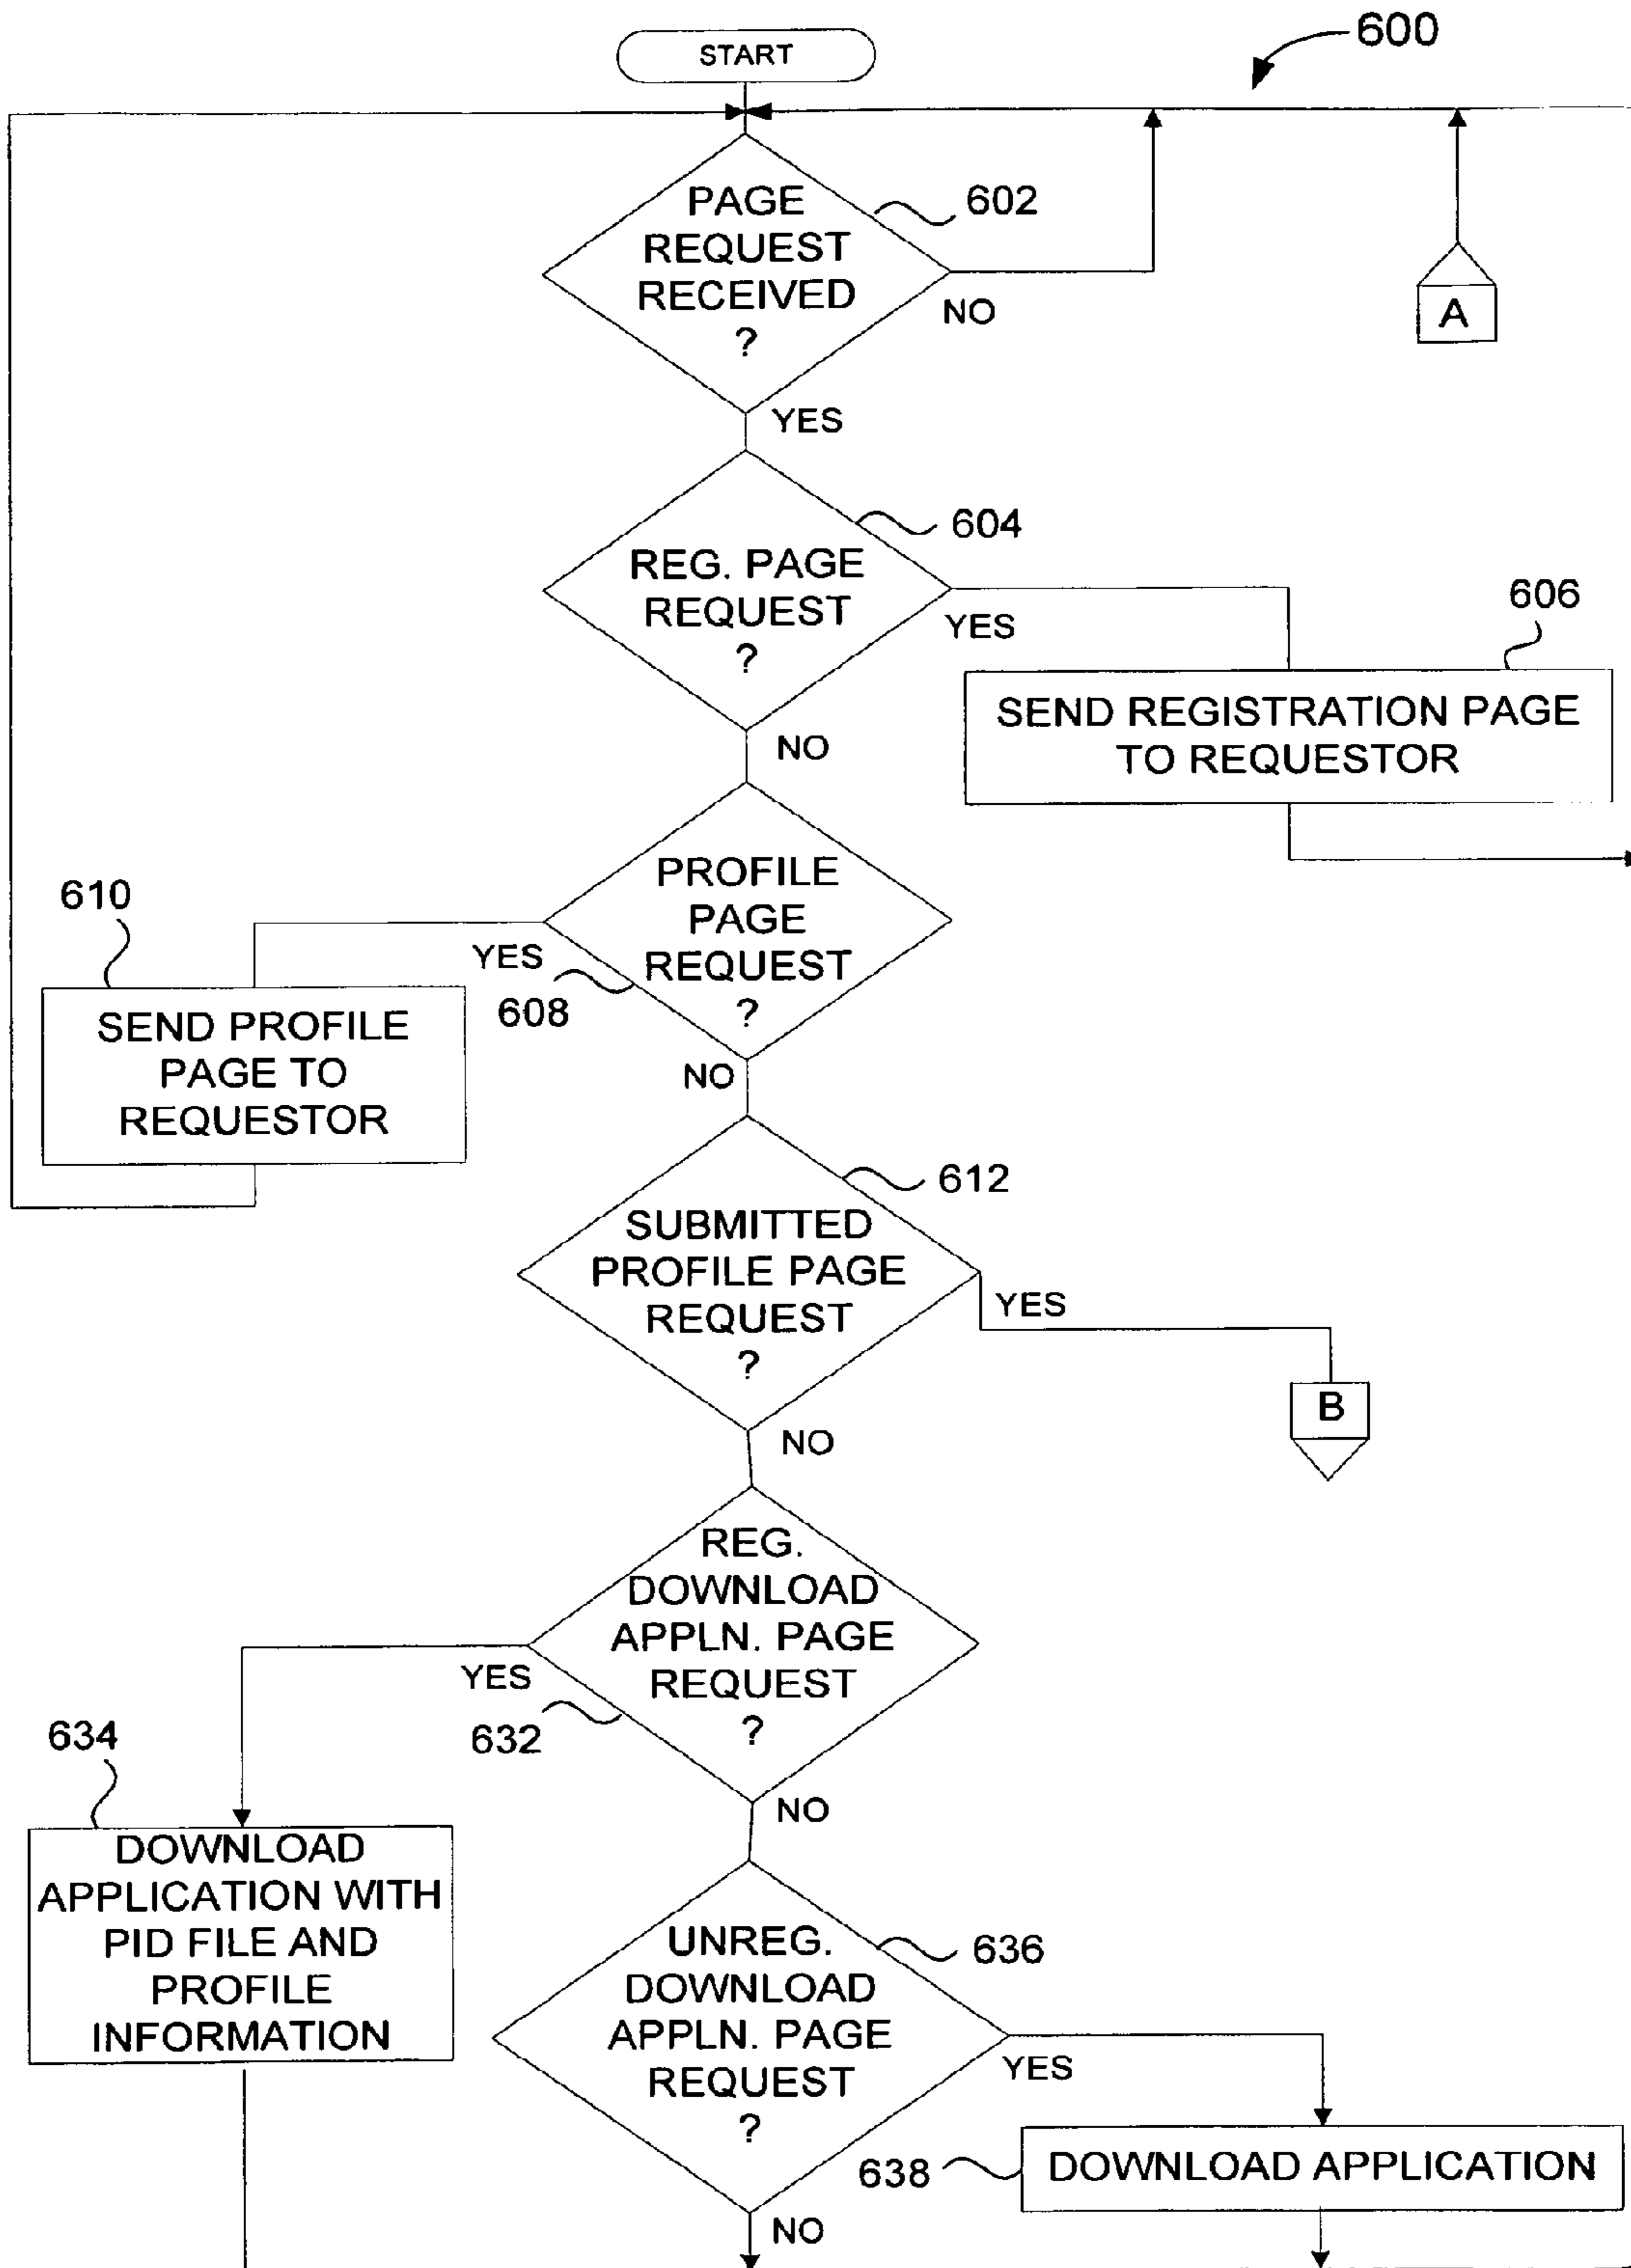 START
600
PAGE
REQUEST
RECEIVED
?
602
NO
A
YES
REG. PAGE
REQUEST
?
604
YES
606
SEND REGISTRATION PAGE
TO REQUESTOR
NO
PROFILE
PAGE
REQUEST
?
YES
608
610
SEND PROFILE
PAGE TO
REQUESTOR
NO
SUBMITTED
PROFILE PAGE
REQUEST
?
612
YES
B
NO
REG.
DOWNLOAD
APPLN. PAGE
REQUEST
?
YES
632
634
DOWNLOAD
APPLICATION WITH
PID FILE AND
PROFILE
INFORMATION
NO
UNREG.
DOWNLOAD
APPLN. PAGE
REQUEST
?
636
YES
638
DOWNLOAD APPLICATION
NO